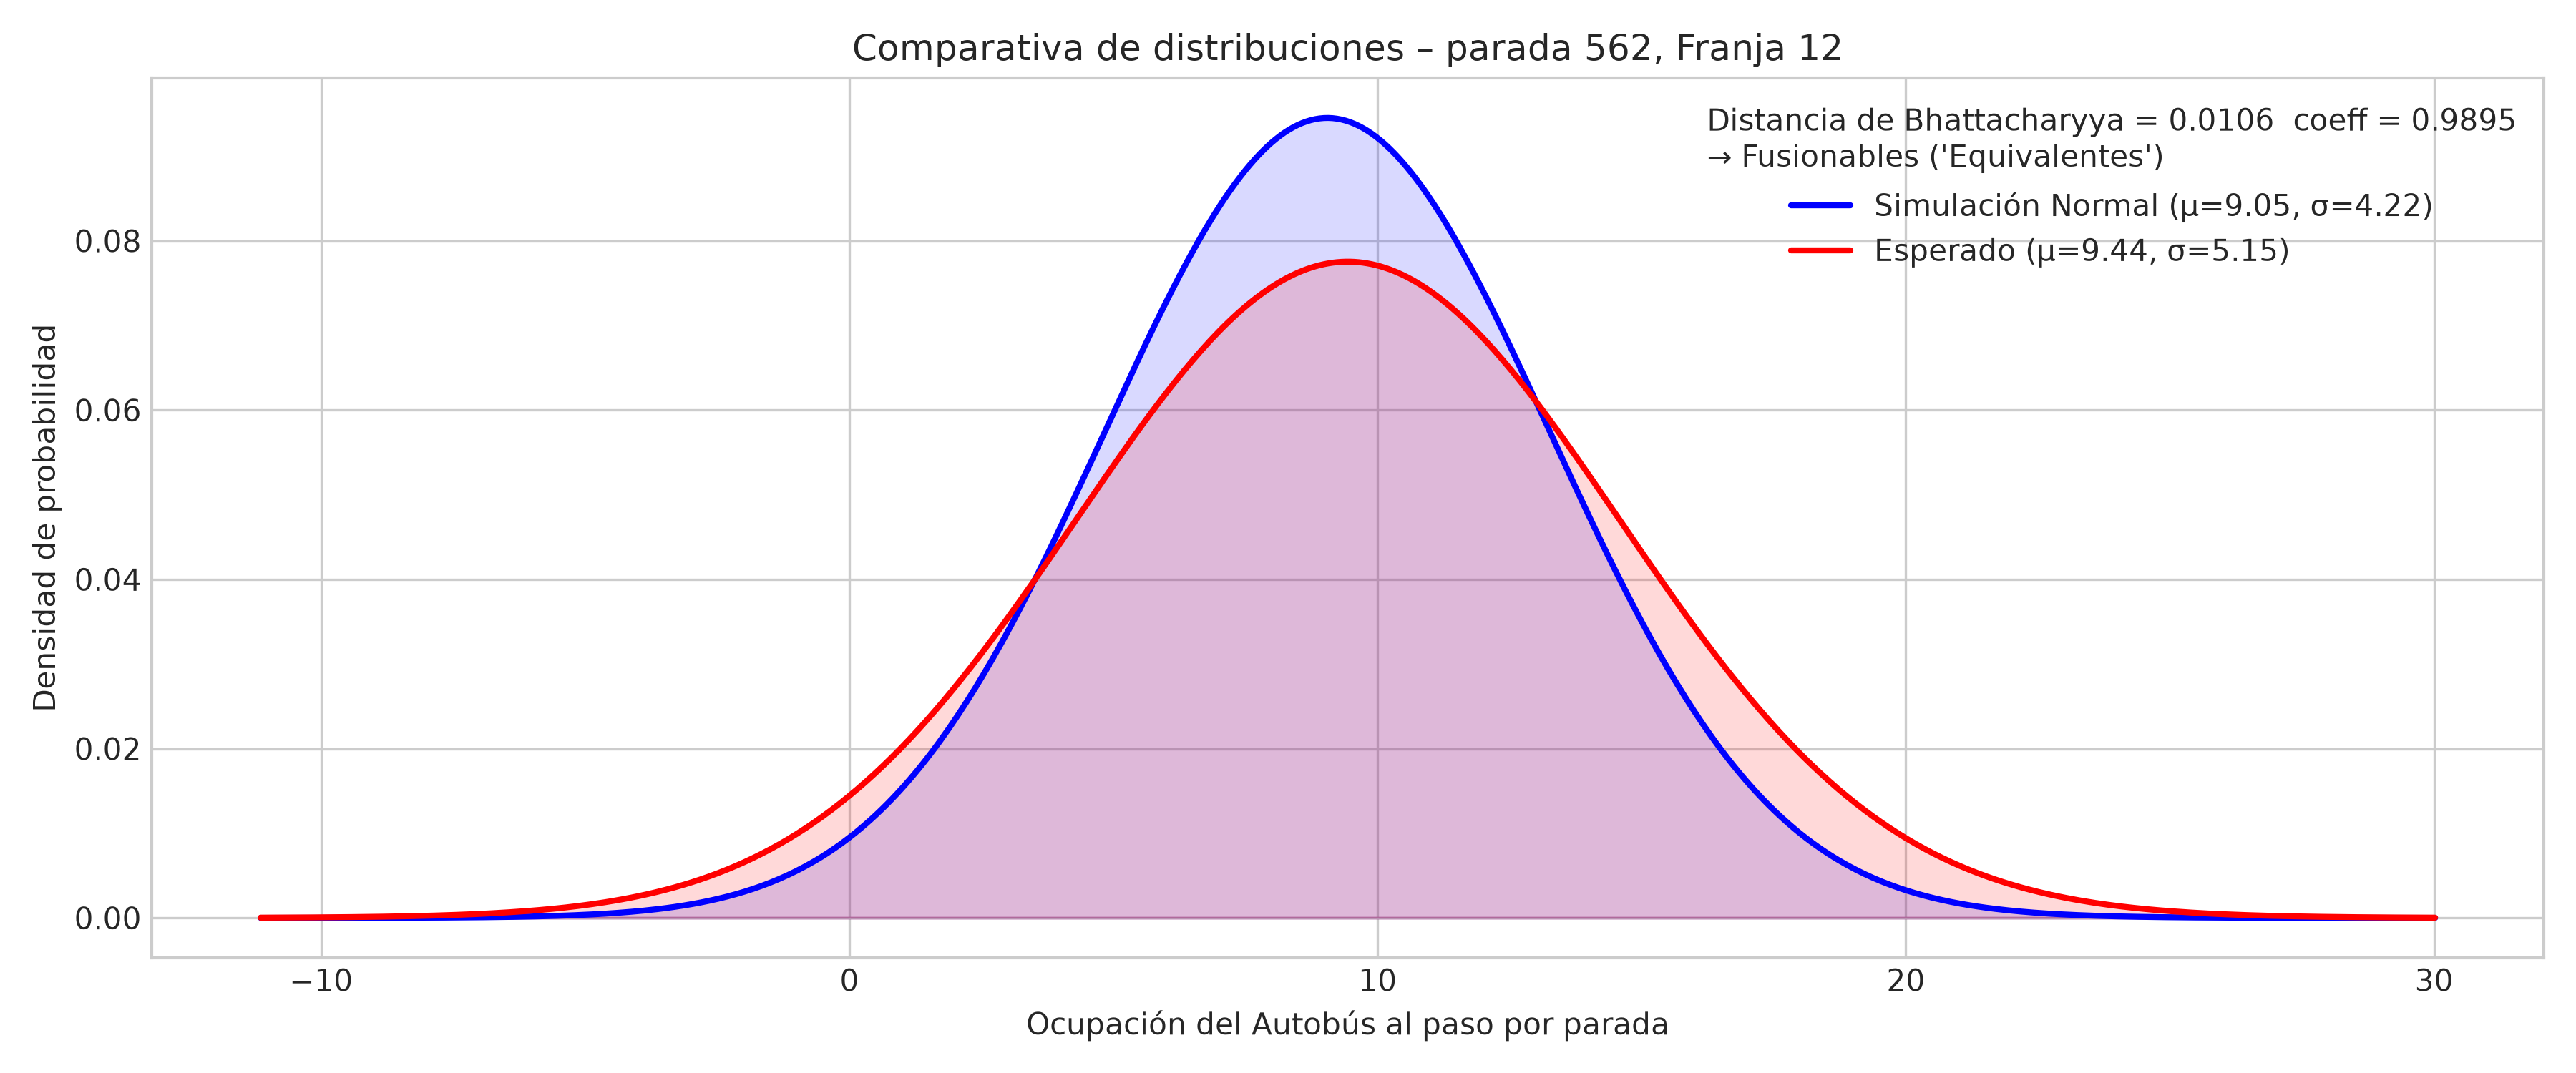 Comparativa de distribuciones – parada 562, Franja 12
Distancia de Bhattacharyya = 0.0106  coeff = 0.9895
→ Fusionables ('Equivalentes')
Simulación Normal (μ=9.05, σ=4.22)
Esperado (μ=9.44, σ=5.15)
Densidad de probabilidad
0.08
0.06
0.04
0.02
0.00
−10 0 10 20 30
Ocupación del Autobús al paso por parada